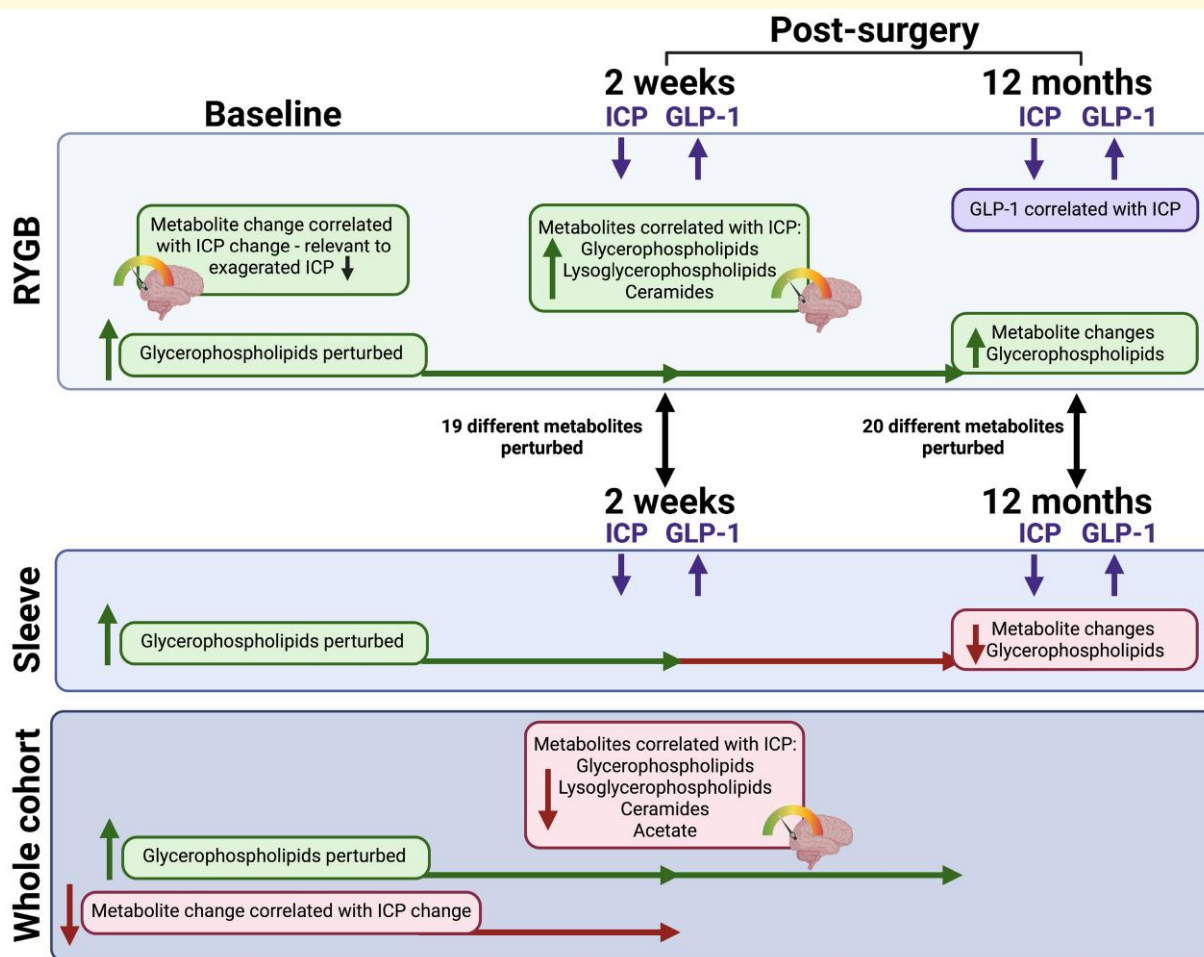 Post-surgery
2 weeks
12 months
Baseline
ICP GLP-1
ICP GLP-1
RYGB
Metabolite change correlated
with ICP change - relevant to
exagerated ICP
Metabolites correlated with ICP:
Glycerophospholipids
Lysoglycerophospholipids
Ceramides
GLP-1 correlated with ICP
Glycerophospholipids perturbed
Metabolite changes
Glycerophospholipids
19 different metabolites
perturbed
20 different metabolites
perturbed
2 weeks
12 months
ICP GLP-1
ICP GLP-1
Sleeve
Glycerophospholipids perturbed
Metabolite changes
Glycerophospholipids
Whole cohort
Metabolites correlated with ICP:
Glycerophospholipids
Lysoglycerophospholipids
Ceramides
Acetate
Glycerophospholipids perturbed
Metabolite change correlated with ICP change